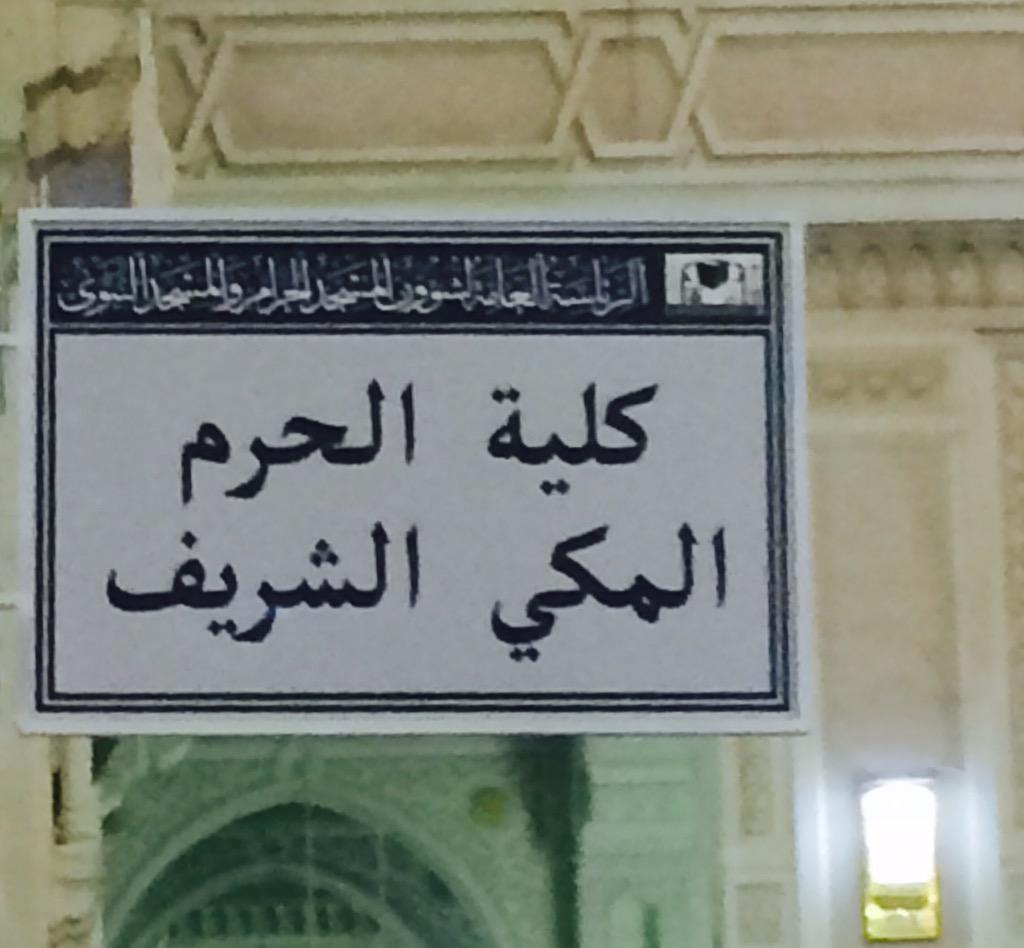 الرئاسة العامة لشؤون المسجد الحرام والمسجد النبوي
كلية الحرم
المكي الشريف